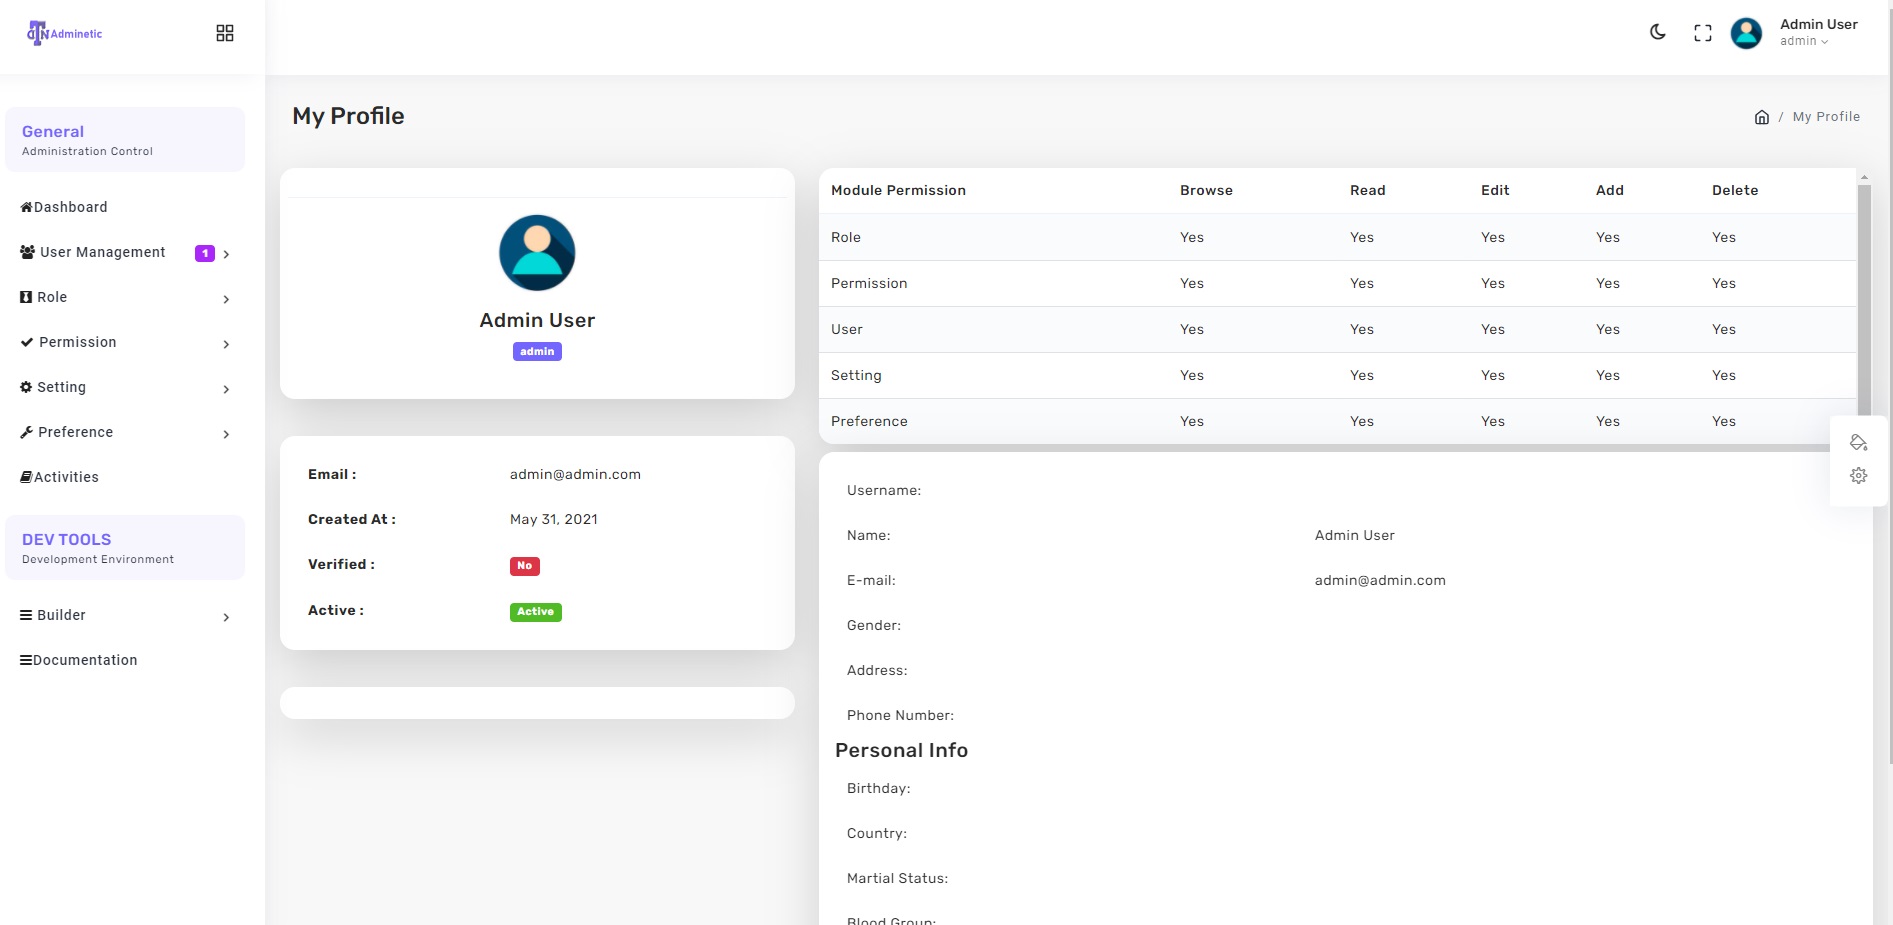 Adminetic
Admin User
admin
General
Administration Control
Dashboard
User Management 1
Role
Permission
Setting
Preference
Activities
DEV TOOLS
Development Environment
Builder
Documentation
My Profile
/ My Profile
Admin User
admin
Email : admin@admin.com
Created At : May 31, 2021
Verified : No
Active : Active
Module Permission Browse Read Edit Add Delete
Role Yes Yes Yes Yes Yes
Permission Yes Yes Yes Yes Yes
User Yes Yes Yes Yes Yes
Setting Yes Yes Yes Yes Yes
Preference Yes Yes Yes Yes Yes
Username:
Name: Admin User
E-mail: admin@admin.com
Gender:
Address:
Phone Number:
Personal Info
Birthday:
Country:
Martial Status:
Blood Group: